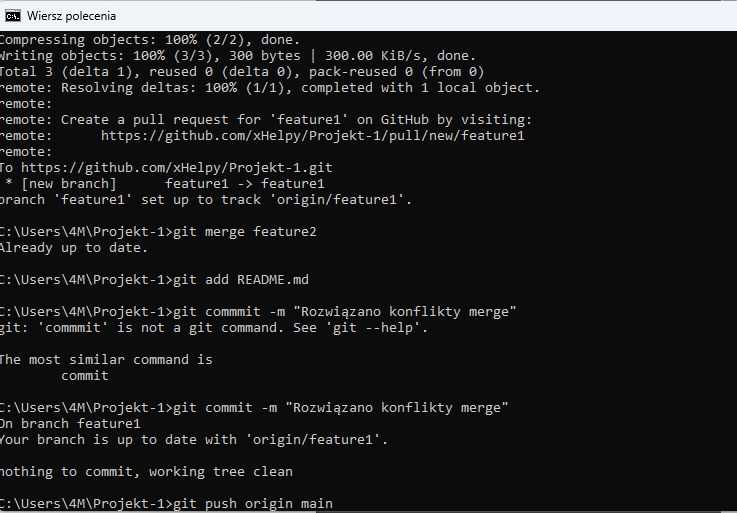 Wiersz polecenia
Compressing objects: 100% (2/2), done.
Writing objects: 100% (3/3), 300 bytes | 300.00 KiB/s, done.
Total 3 (delta 1), reused 0 (delta 0), pack-reused 0 (from 0)
remote: Resolving deltas: 100% (1/1), completed with 1 local object.
remote:
remote: Create a pull request for 'feature1' on GitHub by visiting:
remote:      https://github.com/xHelpy/Projekt-1/pull/new/feature1
remote:
To https://github.com/xHelpy/Projekt-1.git
 * [new branch]      feature1 -> feature1
branch 'feature1' set up to track 'origin/feature1'.
C:\Users\4M\Projekt-1>git merge feature2
Already up to date.
C:\Users\4M\Projekt-1>git add README.md
C:\Users\4M\Projekt-1>git commmit -m "Rozwiązano konflikty merge"
git: 'commmit' is not a git command. See 'git --help'.
The most similar command is
        commit
C:\Users\4M\Projekt-1>git commit -m "Rozwiązano konflikty merge"
On branch feature1
Your branch is up to date with 'origin/feature1'.
nothing to commit, working tree clean
C:\Users\4M\Projekt-1>git push origin main